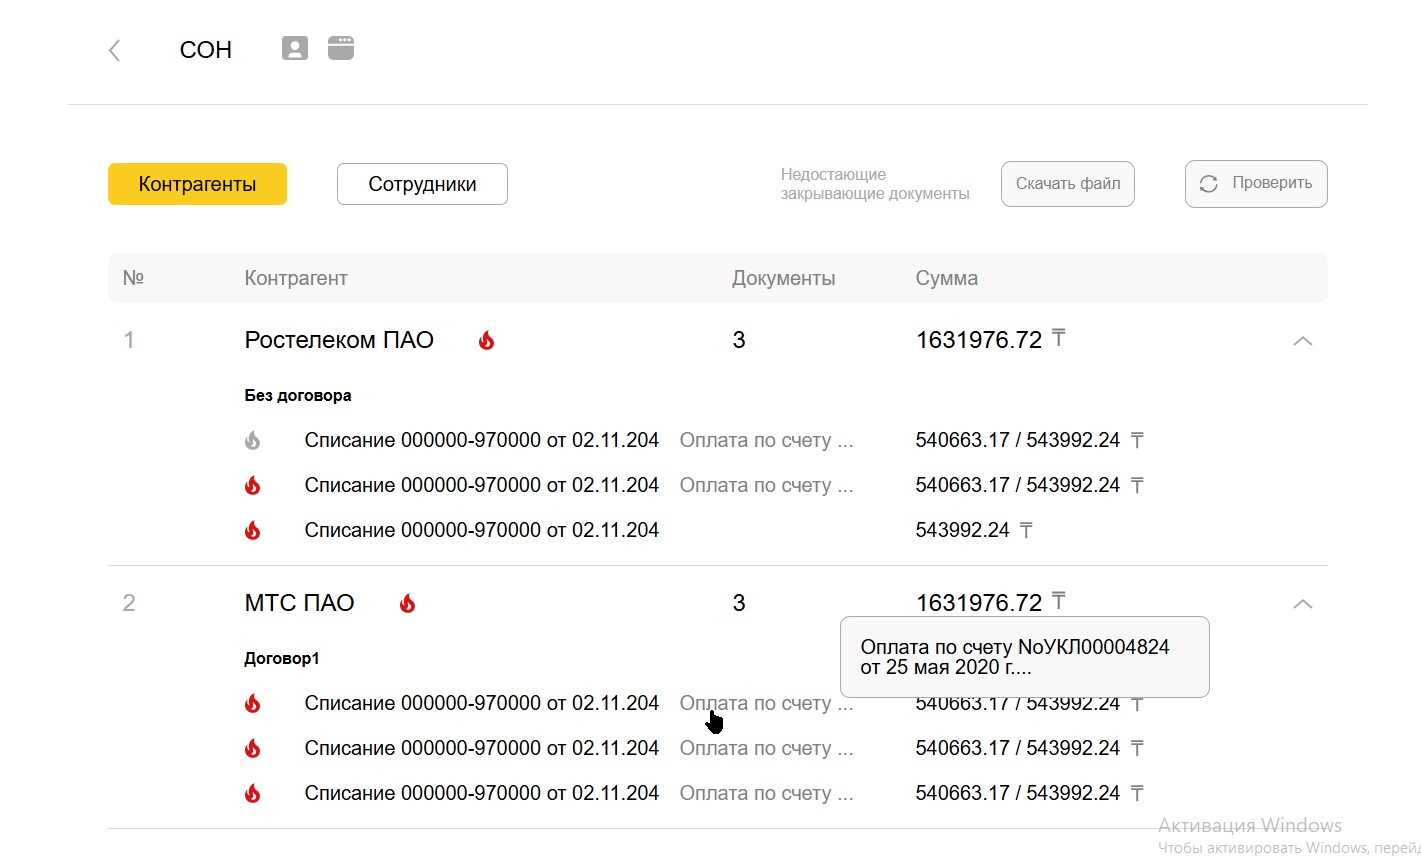 СОН
Контрагенты
Сотрудники
Недостающие
закрывающие документы
Скачать файл
Проверить
№ Контрагент Документы Сумма
1 Ростелеком ПАО 3 1631976.72 ₸
Без договора
Списание 000000-970000 от 02.11.204 Оплата по счету ... 540663.17 / 543992.24 ₸
Списание 000000-970000 от 02.11.204 Оплата по счету ... 540663.17 / 543992.24 ₸
Списание 000000-970000 от 02.11.204 543992.24 ₸
2 МТС ПАО 3 1631976.72 ₸
Оплата по счету NоУКЛ00004824
от 25 мая 2020 г....
Договор1
Списание 000000-970000 от 02.11.204 Оплата по счету ... 540663.17 / 543992.24 ₸
Списание 000000-970000 от 02.11.204 Оплата по счету ... 540663.17 / 543992.24 ₸
Списание 000000-970000 от 02.11.204 Оплата по счету ... 540663.17 / 543992.24 ₸
Активация Windows
Чтобы активировать Windows, перейд